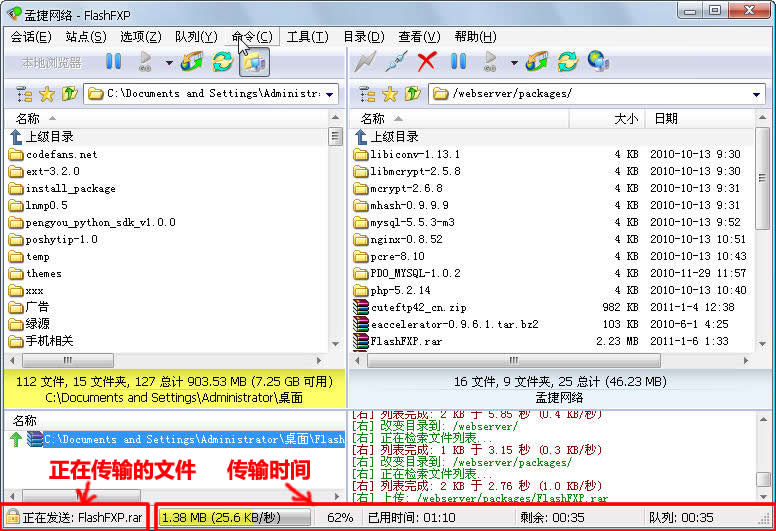 孟捷网络 - FlashFXP
会话(E) 站点(S) 选项(Z) 队列(Y) 命令(C) 工具(T) 目录(D) 查看(V) 帮助(H)
本地浏览器
C:\Documents and Settings\Administrat
/webserver/packages/
名称
上级目录
codefans.net
ext-3.2.0
install_package
lnmp0.5
pengyou_python_sdk_v1.0.0
poshytip-1.0
temp
themes
xxx
广告
绿源
手机相关
名称 大小 日期
上级目录
libiconv-1.13.1 4 KB 2010-10-13 9:30
libmcrypt-2.5.8 4 KB 2010-10-13 9:30
mcrypt-2.6.8 4 KB 2010-10-13 9:31
mhash-0.9.9.9 4 KB 2010-10-13 9:31
mysql-5.5.3-m3 4 KB 2010-10-13 9:52
nginx-0.8.52 4 KB 2010-10-13 10:51
pcre-8.10 4 KB 2010-10-13 10:43
PDO_MYSQL-1.0.2 4 KB 2010-11-29 11:57
php-5.2.14 4 KB 2010-10-13 10:40
cuteftp42_cn.zip 982 KB 2011-1-4 12:38
eaccelerator-0.9.6.1.tar.bz2 103 KB 2010-6-1 4:25
FlashFXP.rar 2.23 MB 2011-1-6 1:33
112 文件, 15 文件夹, 127 总计 903.53 MB (7.25 GB 可用)
C:\Documents and Settings\Administrator\桌面
16 文件, 9 文件夹, 25 总计 (46.23 MB)
孟捷网络
名称
C:\Documents and Settings\Administrator\桌面\Flash
[右] 列表完成: 2 KB 于 5.85 秒 (0.4 KB/秒)
[右] 改变目录到: /webserver/
[右] 正在检索文件列表...
[右] 列表完成: 1 KB 于 3.15 秒 (0.3 KB/秒)
[右] 改变目录到: /webserver/packages/
[右] 正在检索文件列表...
[右] 列表完成: 2 KB 于 2.76 秒 (1.0 KB/秒)
[右] 上传: /webserver/packages/FlashFXP.rar
正在传输的文件 传输时间
正在发送: FlashFXP.rar 1.38 MB (25.6 KB/秒) 62% 已用时间: 01:10 剩余: 00:35 队列: 00:35